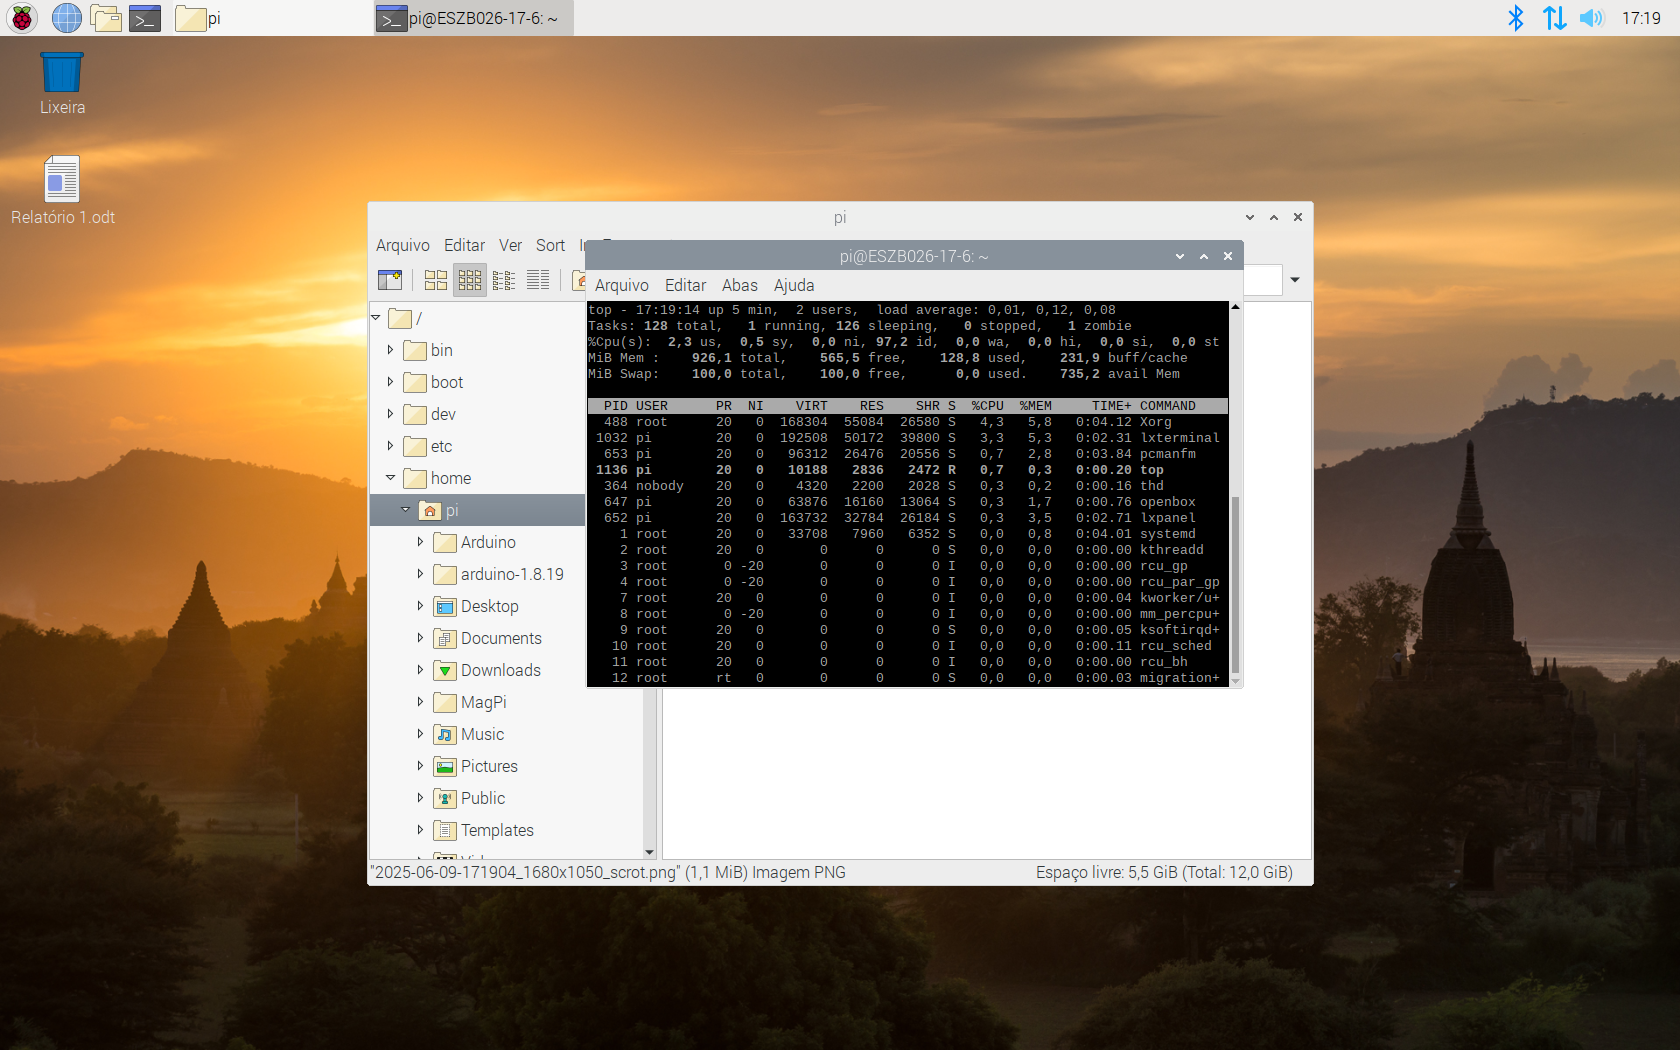 pi
pi@ESZB026-17-6: ~
17:19
Lixeira
Relatório 1.odt
pi
Arquivo Editar Ver Sort
pi@ESZB026-17-6: ~
Arquivo Editar Abas Ajuda
/
bin
boot
dev
etc
home
pi
Arduino
arduino-1.8.19
Desktop
Documents
Downloads
MagPi
Music
Pictures
Public
Templates
top - 17:19:14 up 5 min,  2 users,  load average: 0,01, 0,12, 0,08
Tasks: 128 total,   1 running, 126 sleeping,   0 stopped,   1 zombie
%Cpu(s):  2,3 us,  0,5 sy,  0,0 ni, 97,2 id,  0,0 wa,  0,0 hi,  0,0 si,  0,0 st
MiB Mem :    926,1 total,    565,5 free,    128,8 used,    231,9 buff/cache
MiB Swap:    100,0 total,    100,0 free,      0,0 used.    735,2 avail Mem
PID USER      PR  NI    VIRT    RES    SHR S  %CPU  %MEM     TIME+ COMMAND
488 root      20   0  168304  55084  26580 S   4,3   5,8   0:04.12 Xorg
1032 pi        20   0  192508  50172  39800 S   3,3   5,3   0:02.31 lxterminal
653 pi        20   0   96312  26476  20556 S   0,7   2,8   0:03.84 pcmanfm
1136 pi        20   0   10188   2836   2472 R   0,7   0,3   0:00.20 top
364 nobody    20   0    4320   2200   2028 S   0,3   0,2   0:00.16 thd
647 pi        20   0   63876  16160  13064 S   0,3   1,7   0:00.76 openbox
652 pi        20   0  163732  32784  26184 S   0,3   3,5   0:02.71 lxpanel
1 root      20   0   33708   7960   6352 S   0,0   0,8   0:04.01 systemd
2 root      20   0       0      0      0 S   0,0   0,0   0:00.00 kthreadd
3 root       0 -20       0      0      0 I   0,0   0,0   0:00.00 rcu_gp
4 root       0 -20       0      0      0 I   0,0   0,0   0:00.00 rcu_par_gp
7 root      20   0       0      0      0 I   0,0   0,0   0:00.04 kworker/u+
8 root       0 -20       0      0      0 I   0,0   0,0   0:00.00 mm_percpu+
9 root      20   0       0      0      0 S   0,0   0,0   0:00.05 ksoftirqd+
10 root      20   0       0      0      0 I   0,0   0,0   0:00.11 rcu_sched
11 root      20   0       0      0      0 I   0,0   0,0   0:00.00 rcu_bh
12 root      rt   0       0      0      0 S   0,0   0,0   0:00.03 migration+
"2025-06-09-171904_1680x1050_scrot.png" (1,1 MiB) Imagem PNG
Espaço livre: 5,5 GiB (Total: 12,0 GiB)